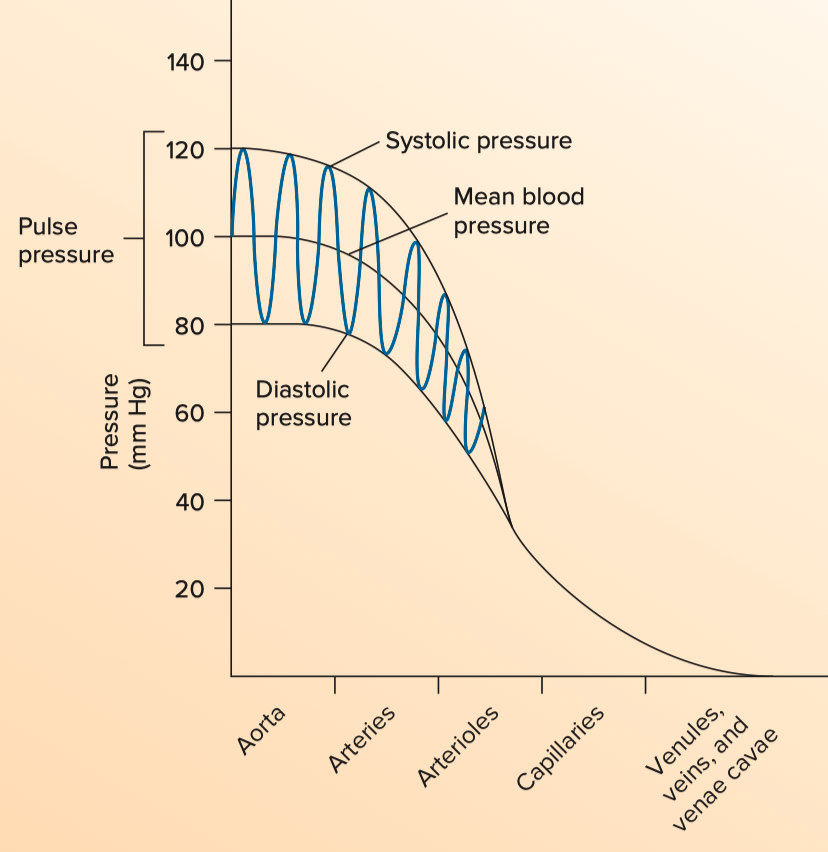 140
120
100
80
60
40
20
Pulse
pressure
Systolic pressure
Mean blood
pressure
Diastolic
pressure
Pressure
(mm Hg)
Aorta
Arteries
Arterioles
Capillaries
Venules,
veins, and
venae cavae